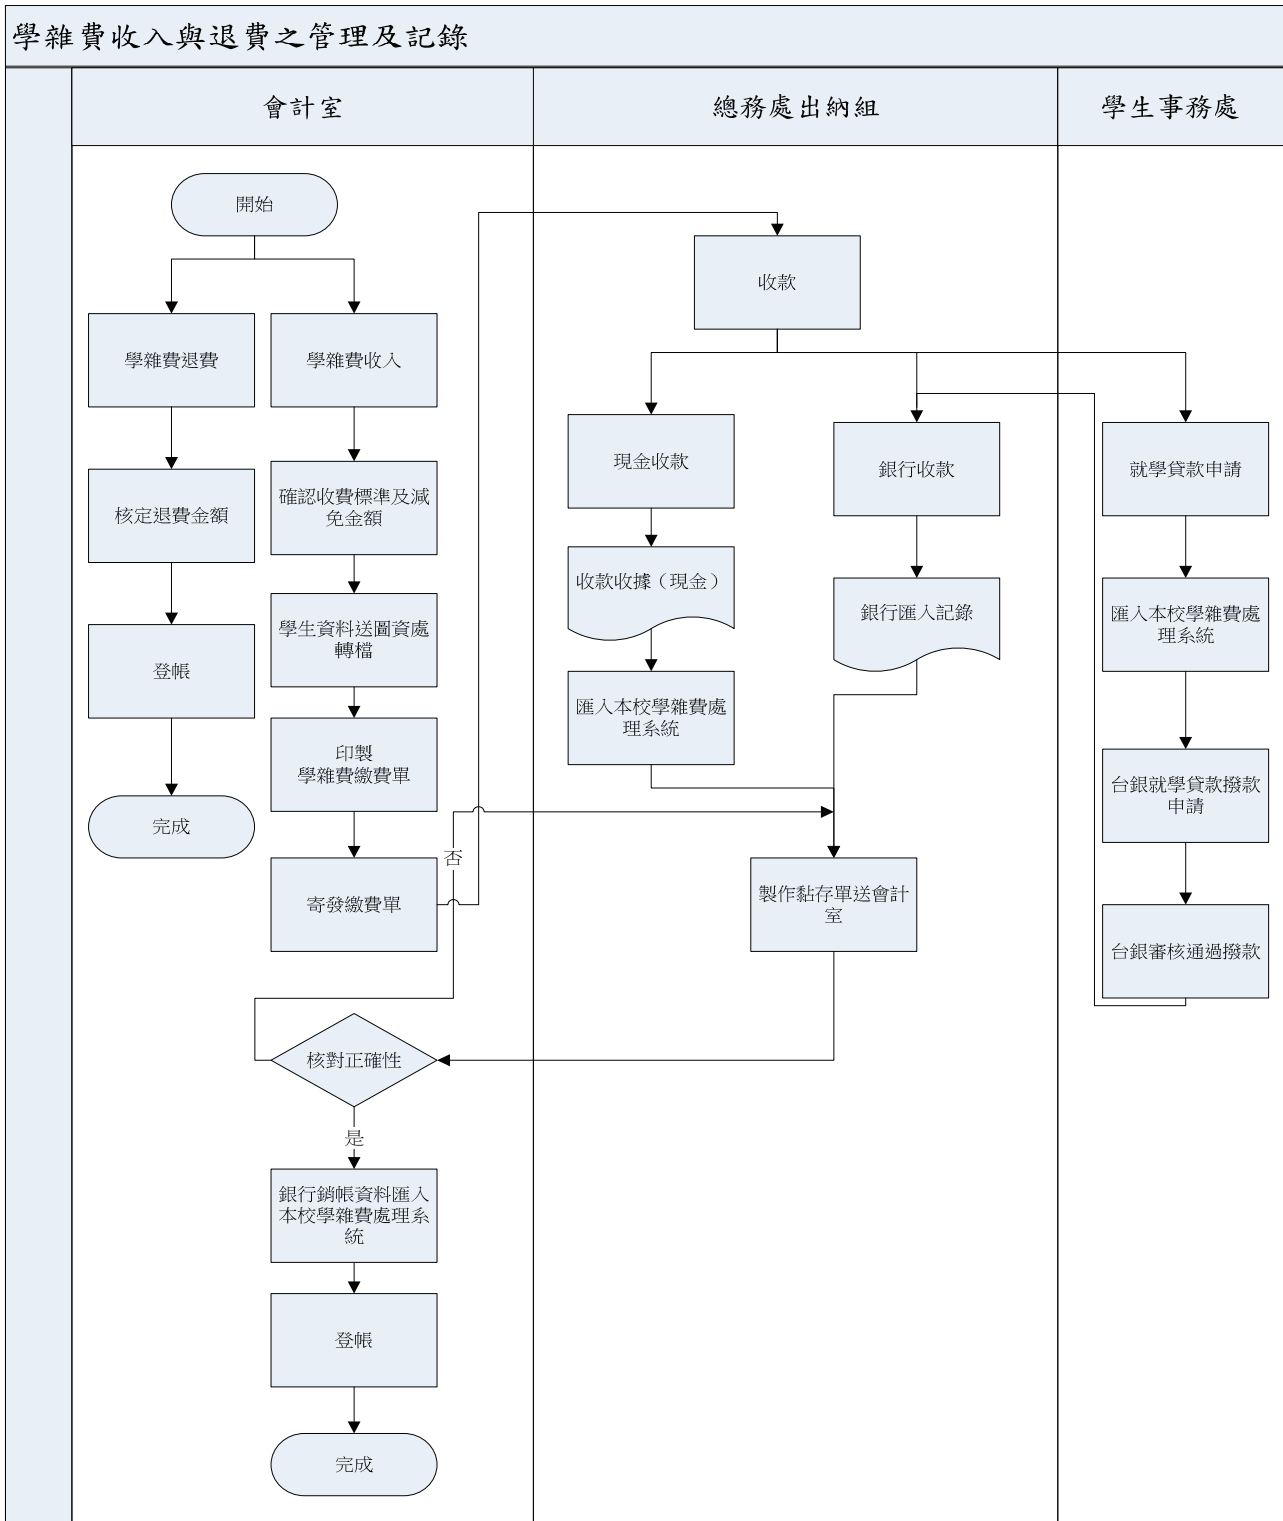 學雜費收入與退費之管理及記錄
會計室
總務處出納組
學生事務處
開始
學雜費退費
學雜費收入
核定退費金額
確認收費標準及減
免金額
學生資料送圖資處
轉檔
登帳
印製
學雜費繳費單
完成
寄發繳費單
否
核對正確性
是
銀行銷帳資料匯入
本校學雜費處理系
統
登帳
完成
收款
現金收款
銀行收款
收款收據（現金）
銀行匯入記錄
匯入本校學雜費處
理系統
製作黏存單送會計
室
就學貸款申請
匯入本校學雜費處
理系統
台銀就學貸款撥款
申請
台銀審核通過撥款